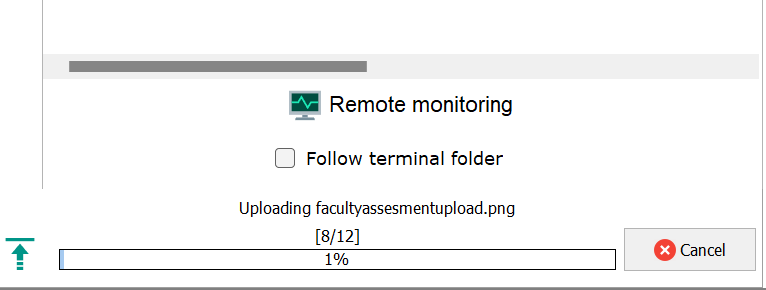 Remote monitoring
Follow terminal folder
Uploading facultyassesmentupload.png
[8/12]
1%
Cancel